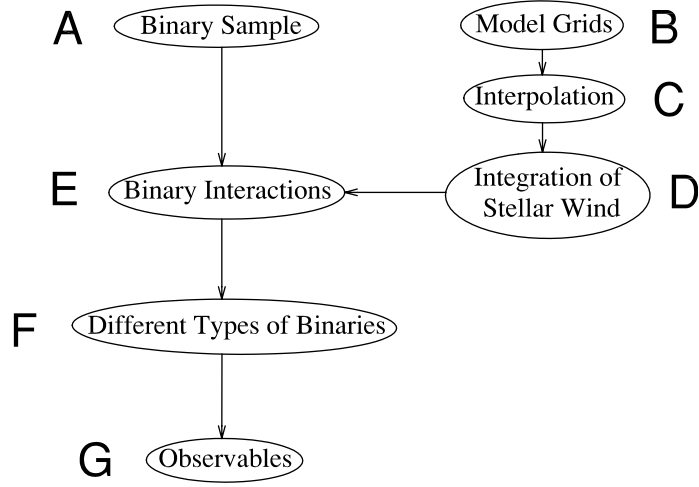 A
Binary Sample
Model Grids
B
Interpolation
C
E
Binary Interactions
Integration of
Stellar Wind
D
F
Different Types of Binaries
G
Observables